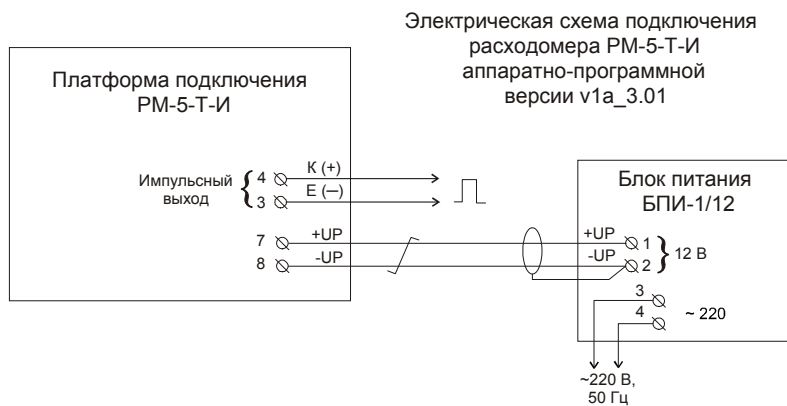 Электрическая схема подключения
расходомера РМ-5-Т-И
аппаратно-программной
версии v1a_3.01
Платформа подключения
РМ-5-Т-И
Импульсный
выход
4
К (+)
3
Е (—)
7
+UP
8
-UP
Блок питания
БПИ-1/12
+UP
1
-UP
2
12 В
3
4
~ 220
~220 В,
50 Гц